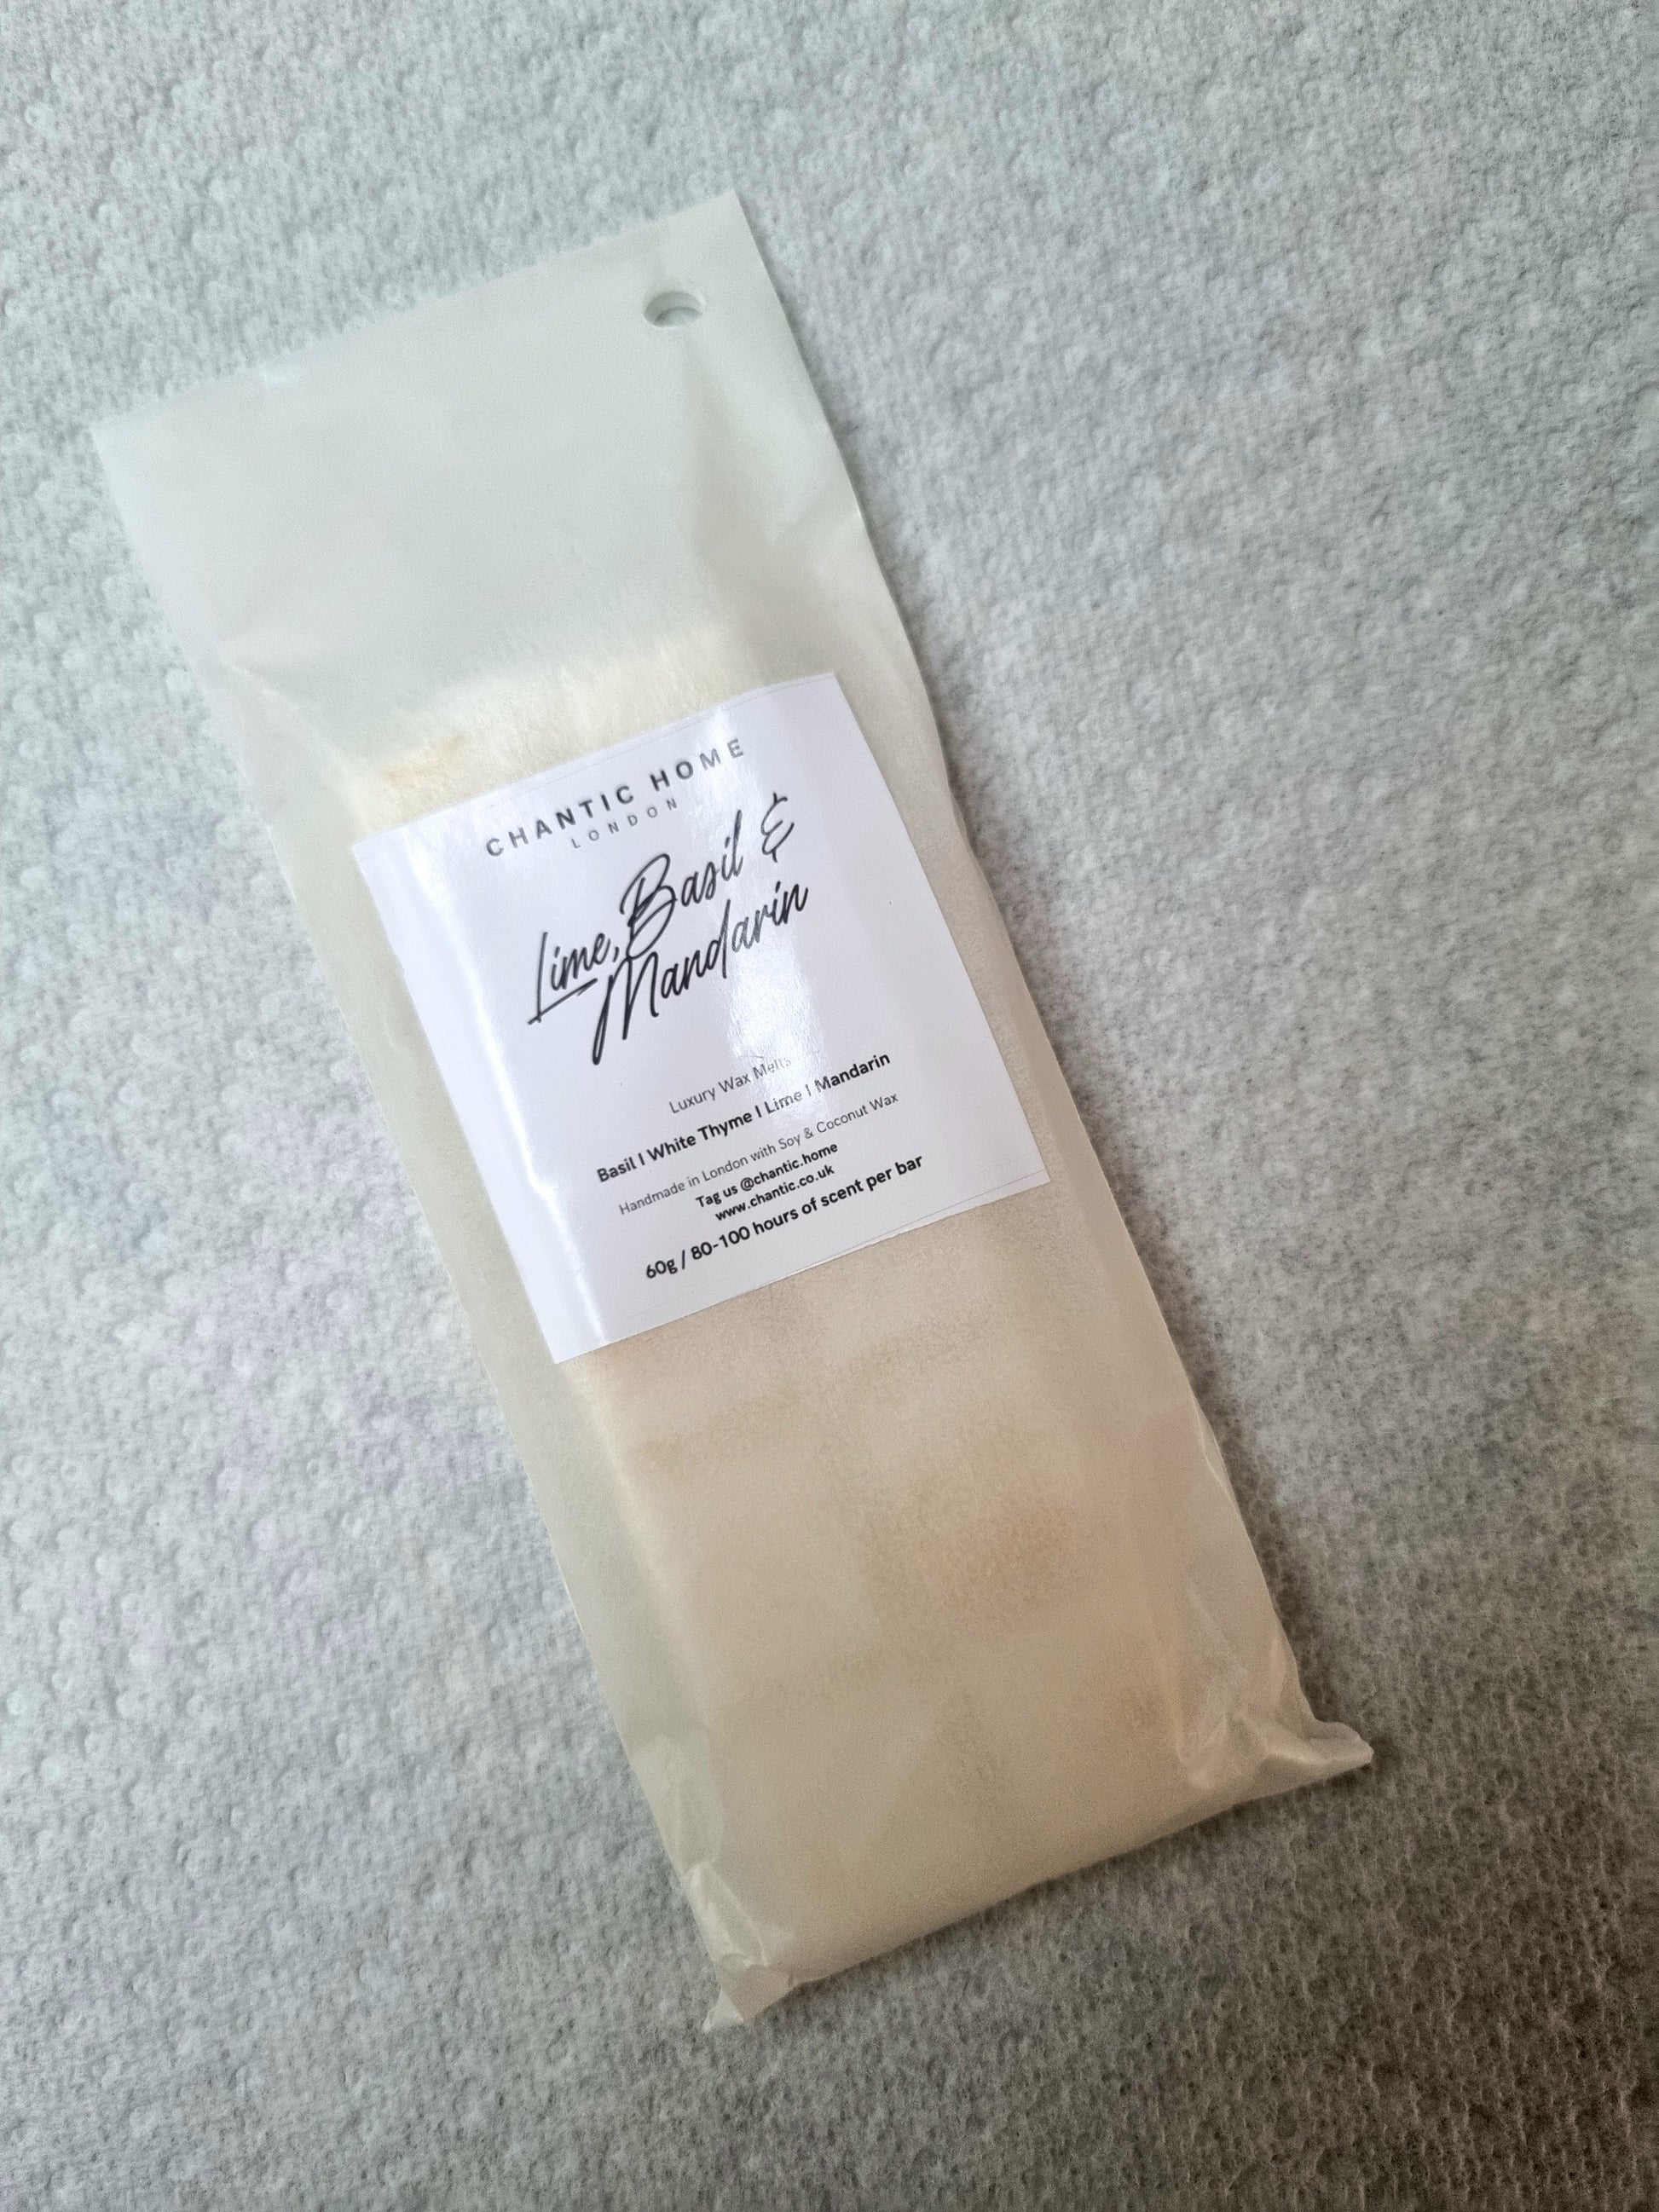 CHANTIC HOME
LONDON
Lime, Basil &
Mandarin
Luxury Wax Melts
Basil I White Thyme I Lime I Mandarin
Handmade in London with Soy & Coconut Wax
Tag us @chantic.home
www.chantic.co.uk
60g / 80-100 hours of scent per bar